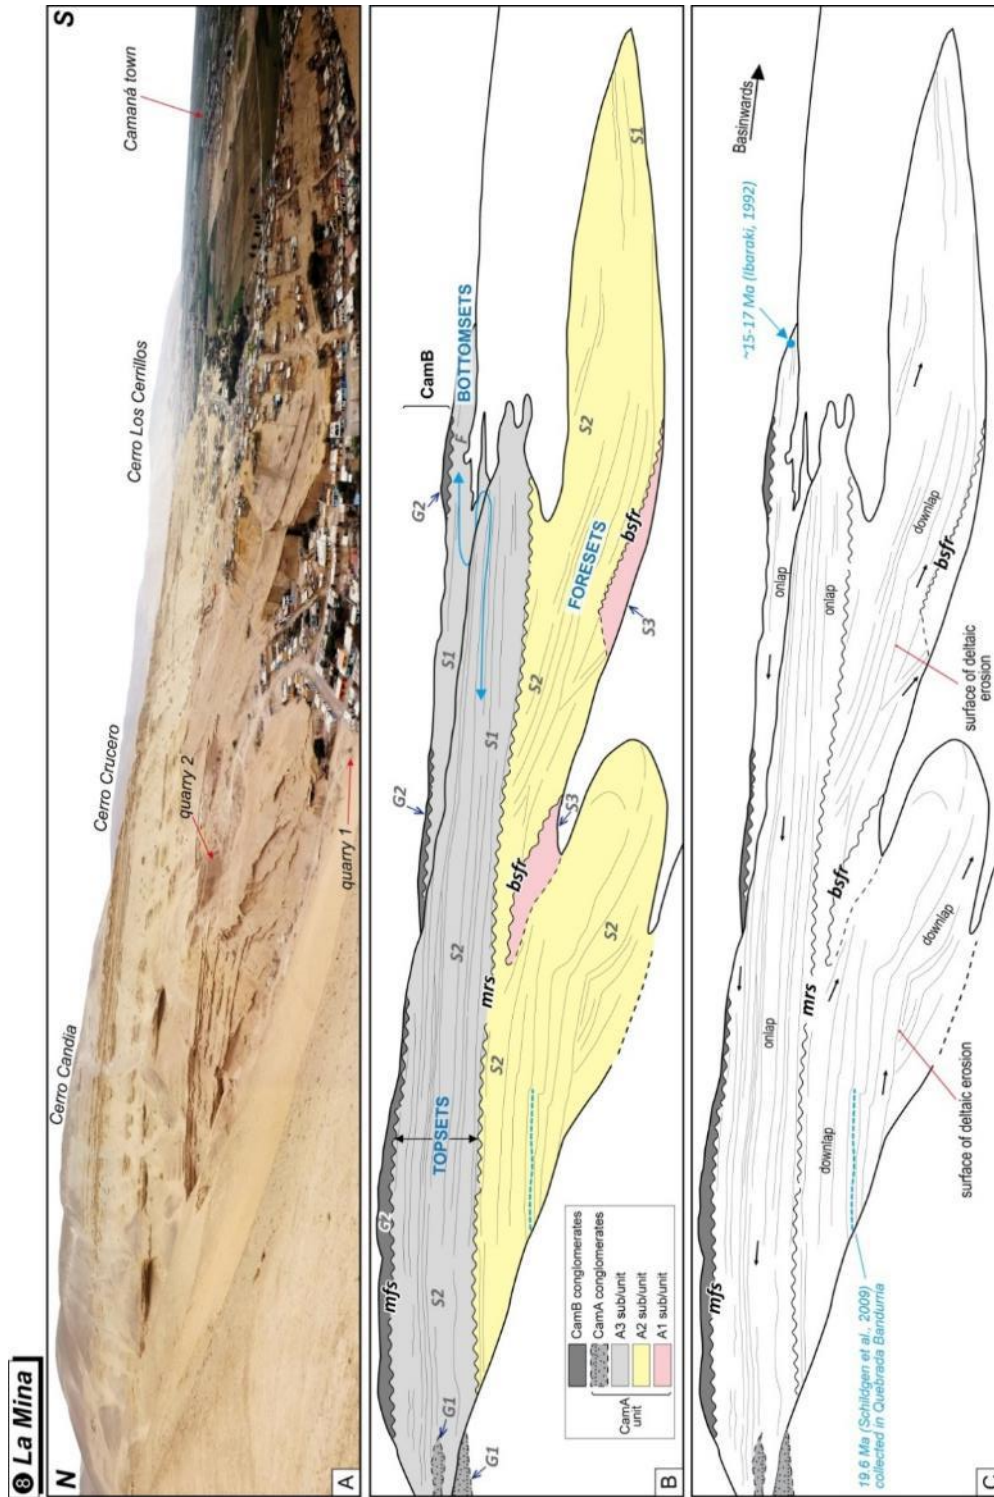 8 La Mina
N
S
Cerro Candia
Cerro Crucero
Cerro Los Cerrillos
Camaná town
quarry 2
quarry 1
A
CamB
BOTTOMSETS
G2
F
G2
S1
mfs
G2
S2
TOPSETS
S2
S1
G1
G1
mrs
S2
S2
bsfr
S3
FORESETS
S2
bsfr
S3
S1
S2
CamB conglomerates
CamA conglomerates
A3 sub/unit
A2 sub/unit
A1 sub/unit
CamA
unit
B
Basinwards
~15-17 Ma (Ibaraki, 1992)
mfs
onlap
onlap
onlap
mrs
bsfr
downlap
bsfr
downlap
downlap
surface of deltaic
erosion
surface of deltaic erosion
19.6 Ma (Schildgen et al., 2009)
collected in Quebrada Bandurria
C